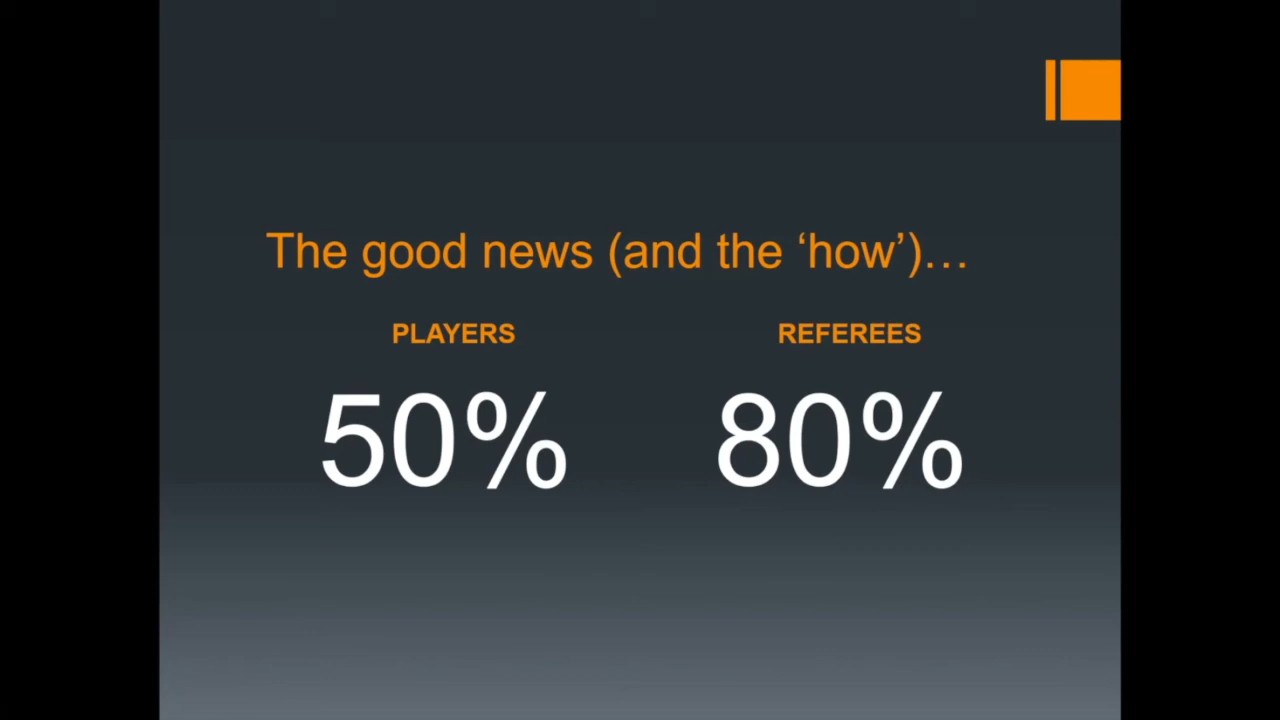 The good news (and the ‘how’)…
PLAYERS REFEREES
50% 80%